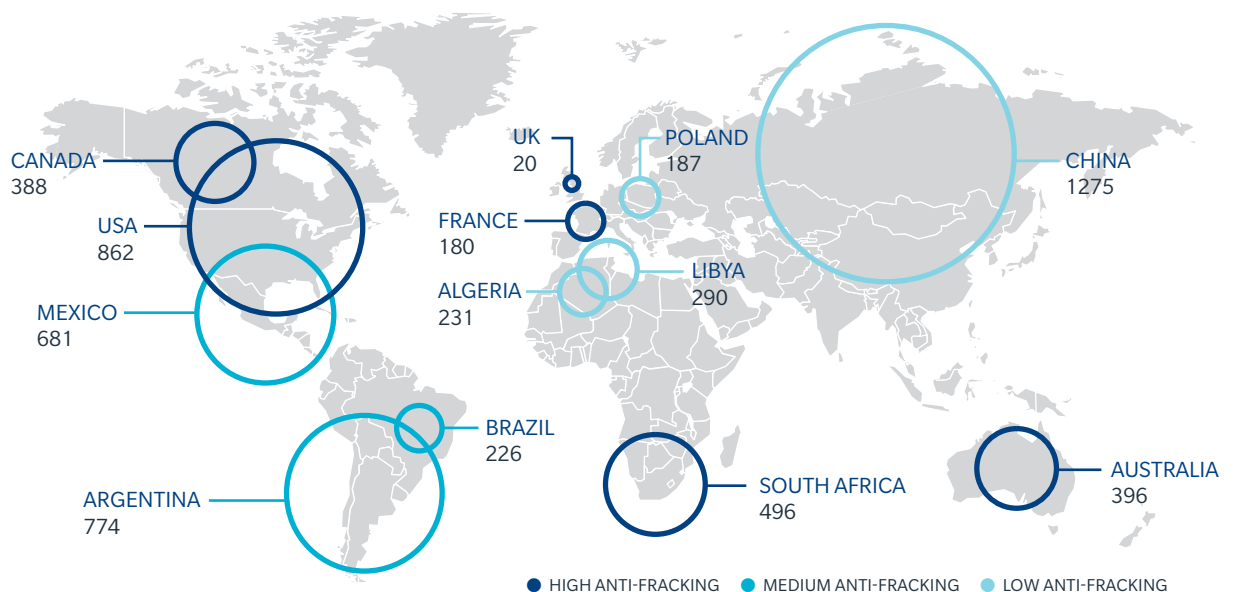 UK
20
POLAND
187
CANADA
388
CHINA
1275
USA
862
FRANCE
180
LIBYA
290
ALGERIA
231
MEXICO
681
BRAZIL
226
ARGENTINA
774
SOUTH AFRICA
496
AUSTRALIA
396
HIGH ANTI-FRACKING MEDIUM ANTI-FRACKING LOW ANTI-FRACKING